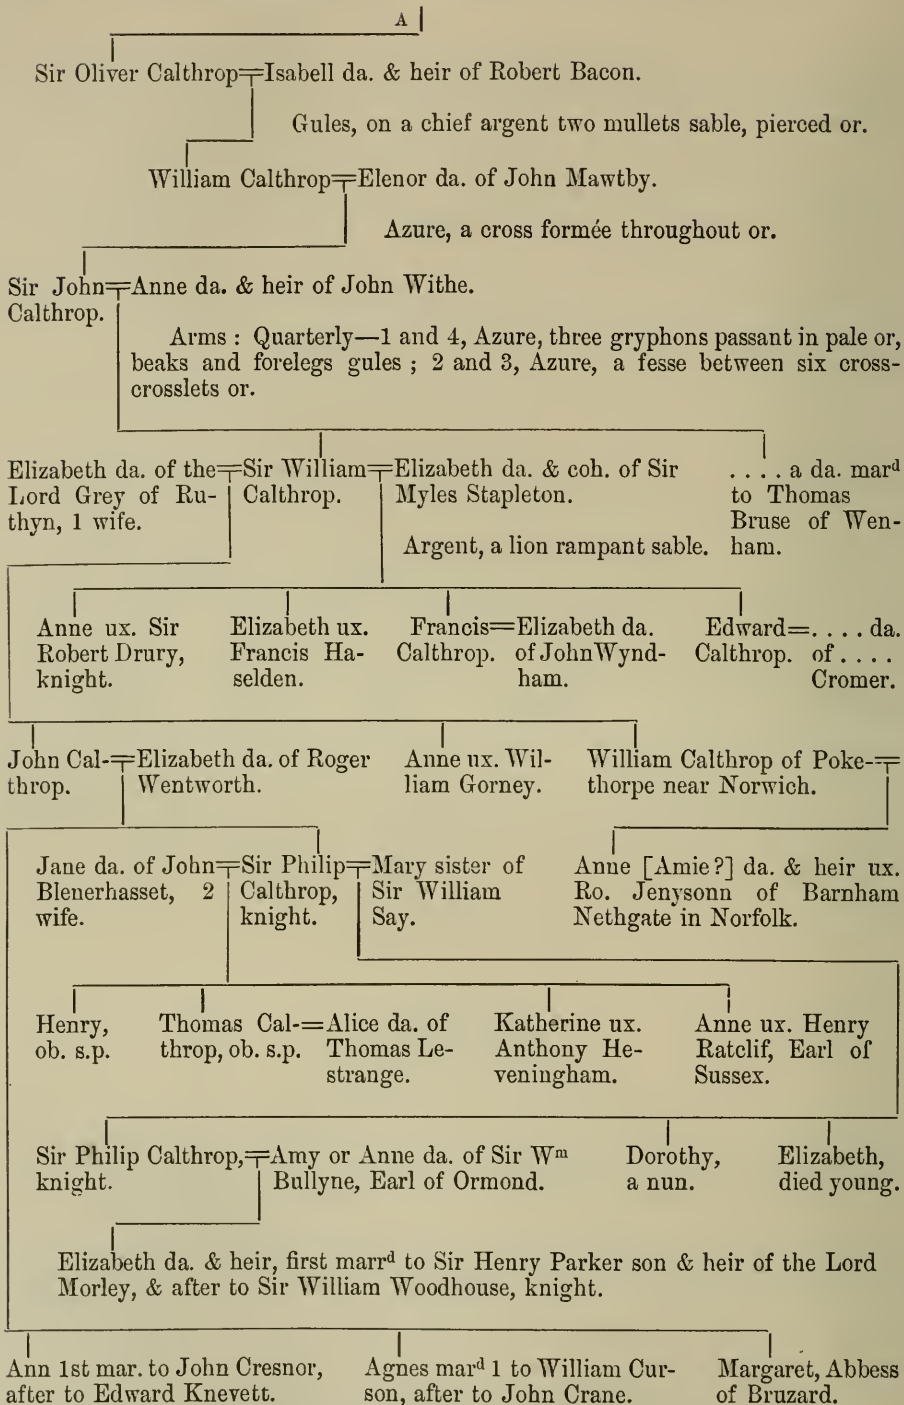 A
Sir Oliver Calthrop=Isabell da. & heir of Robert Bacon.
Gules, on a chief argent two mullets sable, pierced or.
William Calthrop=Elenor da. of John Mawtby.
Azure, a cross formée throughout or.
Sir John=Anne da. & heir of John Withe.
Calthrop.
Arms : Quarterly—1 and 4, Azure, three gryphons passant in pale or,
beaks and forelegs gules ; 2 and 3, Azure, a fesse between six cross-
crosslets or.
Elizabeth da. of the=
Lord Grey of Ru-
thyn, 1 wife.
Sir William=
Calthrop.
Elizabeth da. & coh. of Sir
Myles Stapleton.
Argent, a lion rampant sable.
. . . . a da. marᵈ
to Thomas
Bruse of Wen-
ham.
Anne ux. Sir
Robert Drury,
knight.
Elizabeth ux.
Francis Ha-
selden.
Francis=
Calthrop.
Elizabeth da.
of John Wynd-
ham.
Edward=
Calthrop.
. . . . da.
of . . . .
Cromer.
John Cal-=
throp.
Elizabeth da. of Roger
Wentworth.
Anne ux. Wil-
liam Gorney.
William Calthrop of Poke-=
thorpe near Norwich.
Jane da. of John=
Blenerhasset, 2
wife.
Sir Philip=
Calthrop,
knight.
Mary sister of
Sir William
Say.
Anne [Amie?] da. & heir ux.
Ro. Jenysonn of Barnham
Nethgate in Norfolk.
Henry,
ob. s.p.
Thomas Cal-=
throp, ob. s.p.
Alice da. of
Thomas Le-
strange.
Katherine ux.
Anthony He-
veningham.
Anne ux. Henry
Ratclif, Earl of
Sussex.
Sir Philip Calthrop,=
knight.
Amy or Anne da. of Sir Wᵐ
Bullyne, Earl of Ormond.
Dorothy,
a nun.
Elizabeth,
died young.
Elizabeth da. & heir, first marrᵈ to Sir Henry Parker son & heir of the Lord
Morley, & after to Sir William Woodhouse, knight.
Ann 1st mar. to John Cresnor,
after to Edward Knevett.
Agnes marᵈ 1 to William Cur-
son, after to John Crane.
Margaret, Abbess
of Bruzard.